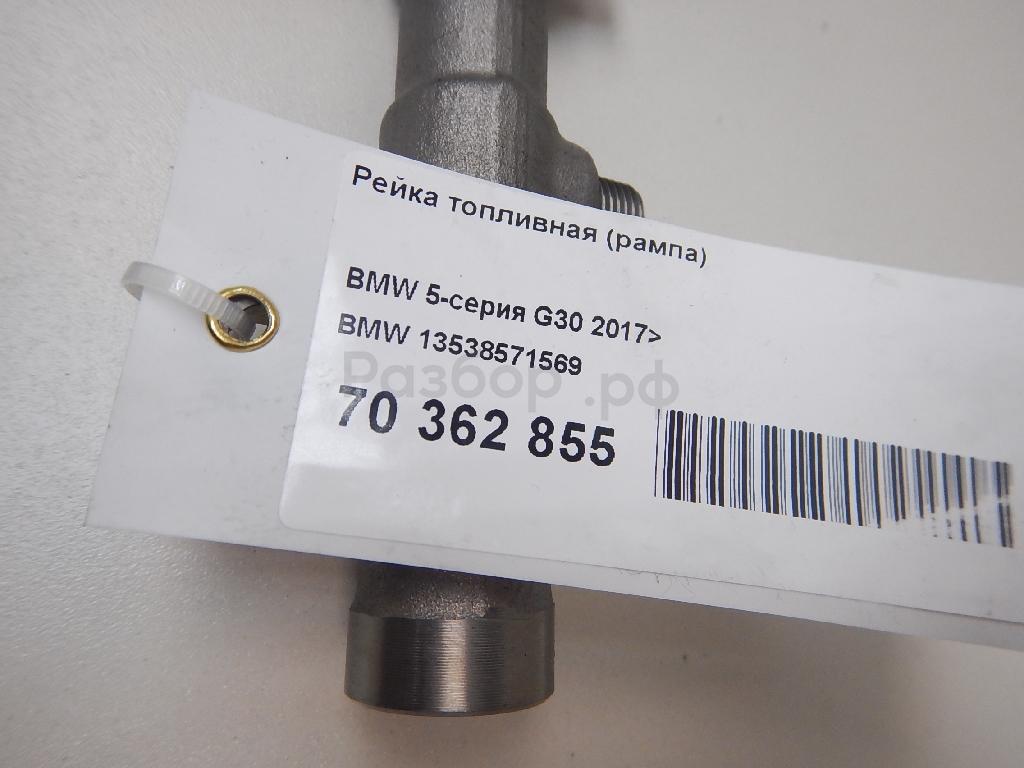 Рейка топливная (рампа)
BMW 5-серия G30 2017>
BMW 13538571569
Разбор.рф
70 362 855